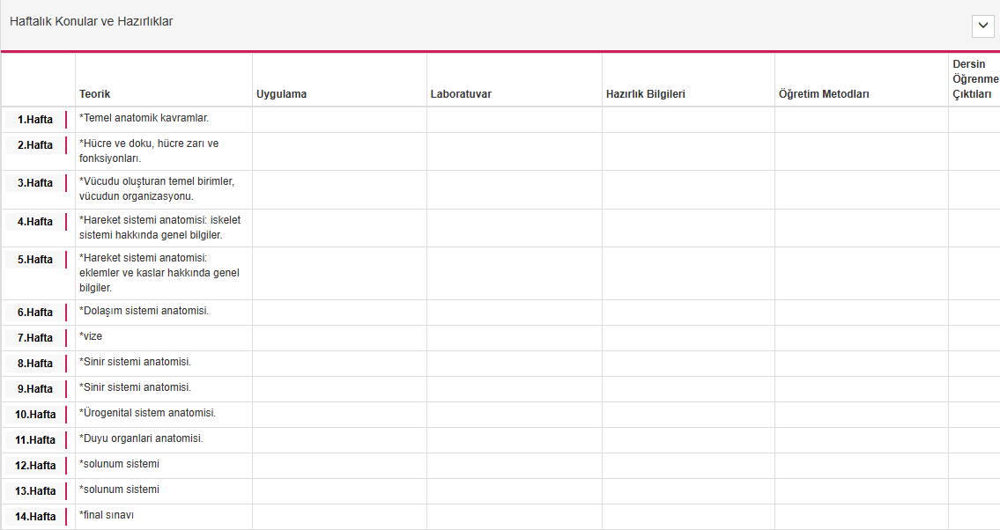 Haftalık Konular ve Hazırlıklar
Teorik
Uygulama
Laboratuvar
Hazırlık Bilgileri
Öğretim Metodları
Dersin
Öğrenme
Çıktıları
1.Hafta *Temel anatomik kavramlar.
2.Hafta *Hücre ve doku, hücre zarı ve
fonksiyonları.
3.Hafta *Vücudu oluşturan temel birimler,
vücudun organizasyonu.
4.Hafta *Hareket sistemi anatomisi: iskelet
sistemi hakkında genel bilgiler.
5.Hafta *Hareket sistemi anatomisi:
eklemler ve kaslar hakkında genel
bilgiler.
6.Hafta *Dolaşım sistemi anatomisi.
7.Hafta *vize
8.Hafta *Sinir sistemi anatomisi.
9.Hafta *Sinir sistemi anatomisi.
10.Hafta *Ürogenital sistem anatomisi.
11.Hafta *Duyu organlari anatomisi.
12.Hafta *solunum sistemi
13.Hafta *solunum sistemi
14.Hafta *final sınavı